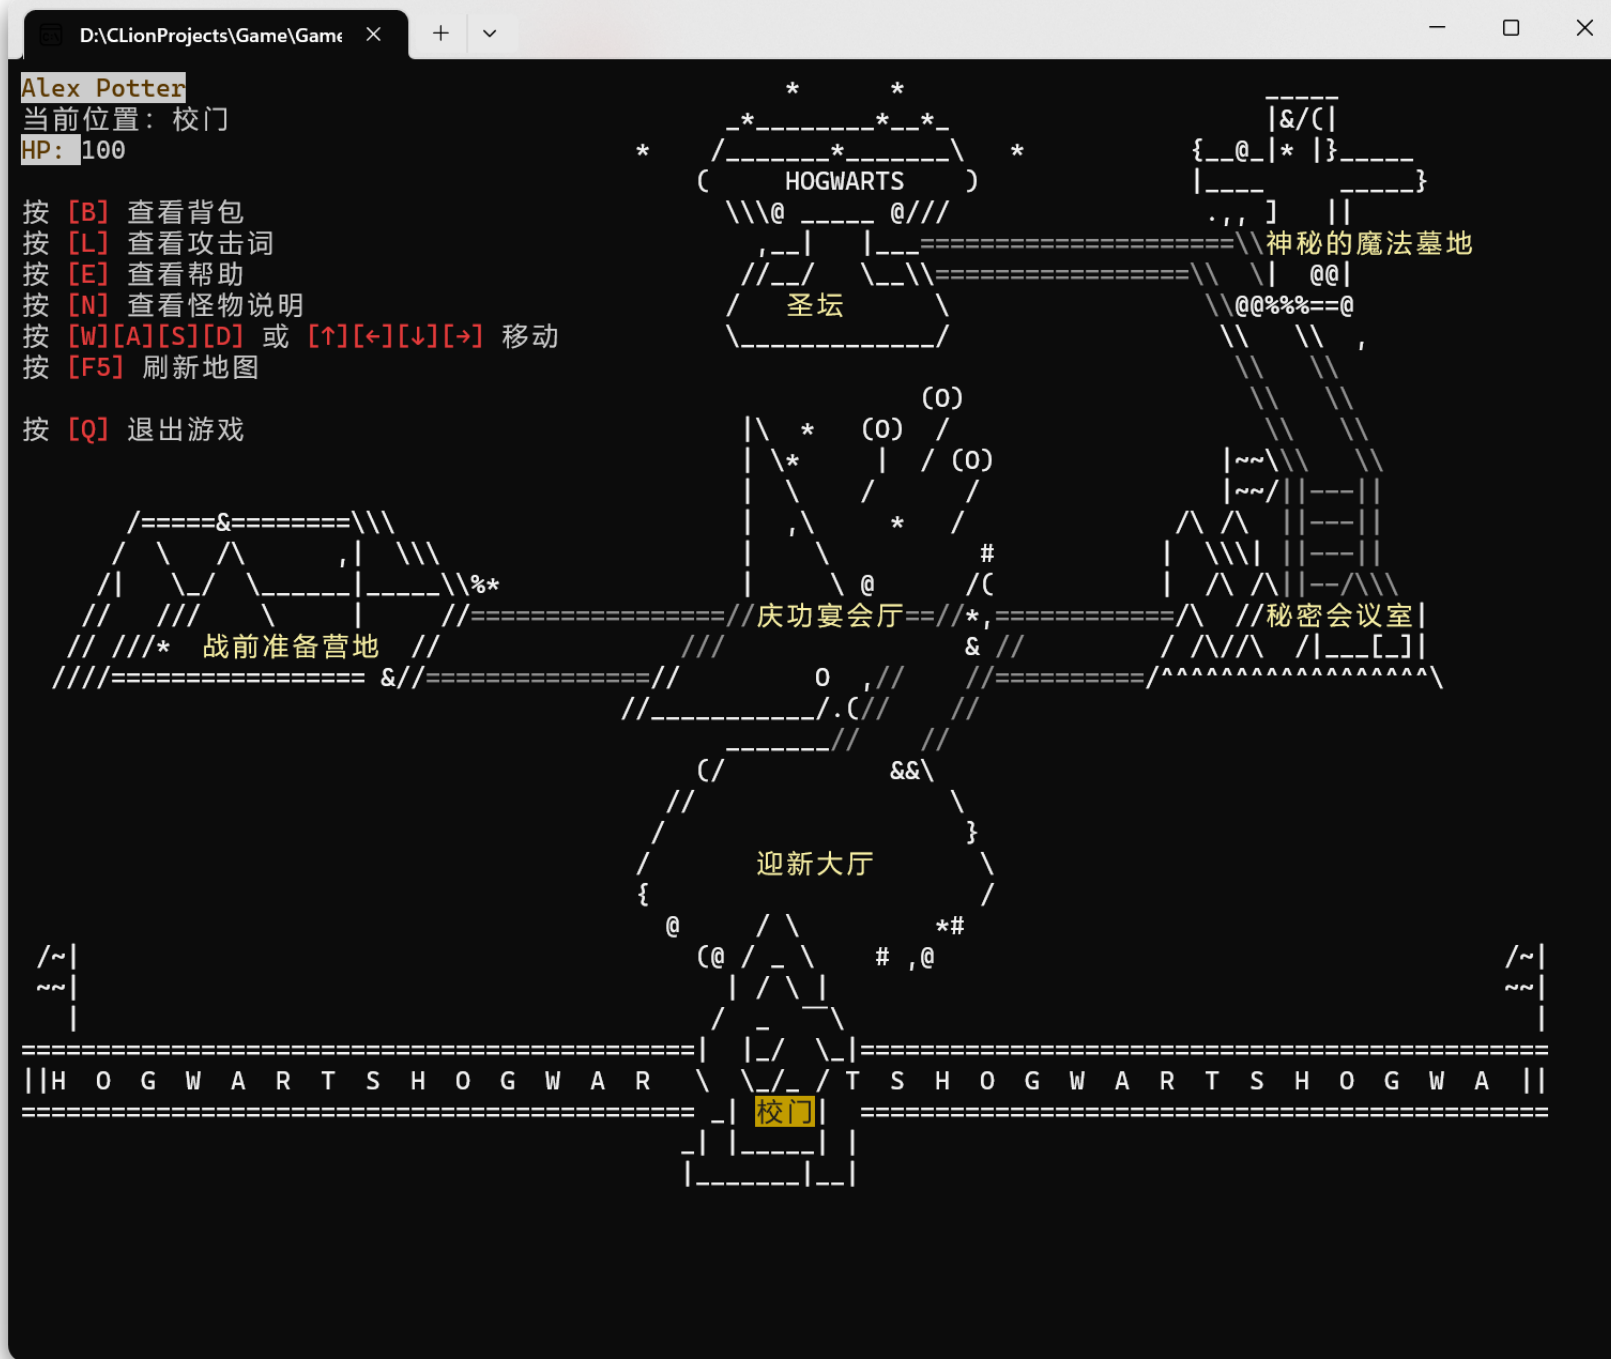 D:\CLionProjects\Game\Game
Alex Potter
当前位置: 校门
HP: 100
按 [B] 查看背包
按 [L] 查看攻击词
按 [E] 查看帮助
按 [N] 查看怪物说明
按 [W][A][S][D] 或 [↑][←][↓][→] 移动
按 [F5] 刷新地图
按 [Q] 退出游戏
HOGWARTS
神秘的魔法墓地
圣坛
庆功宴会厅
秘密会议室
战前准备营地
迎新大厅
||H O G W A R T S H O G W A R
T S H O G W A R T S H O G W A ||
校门